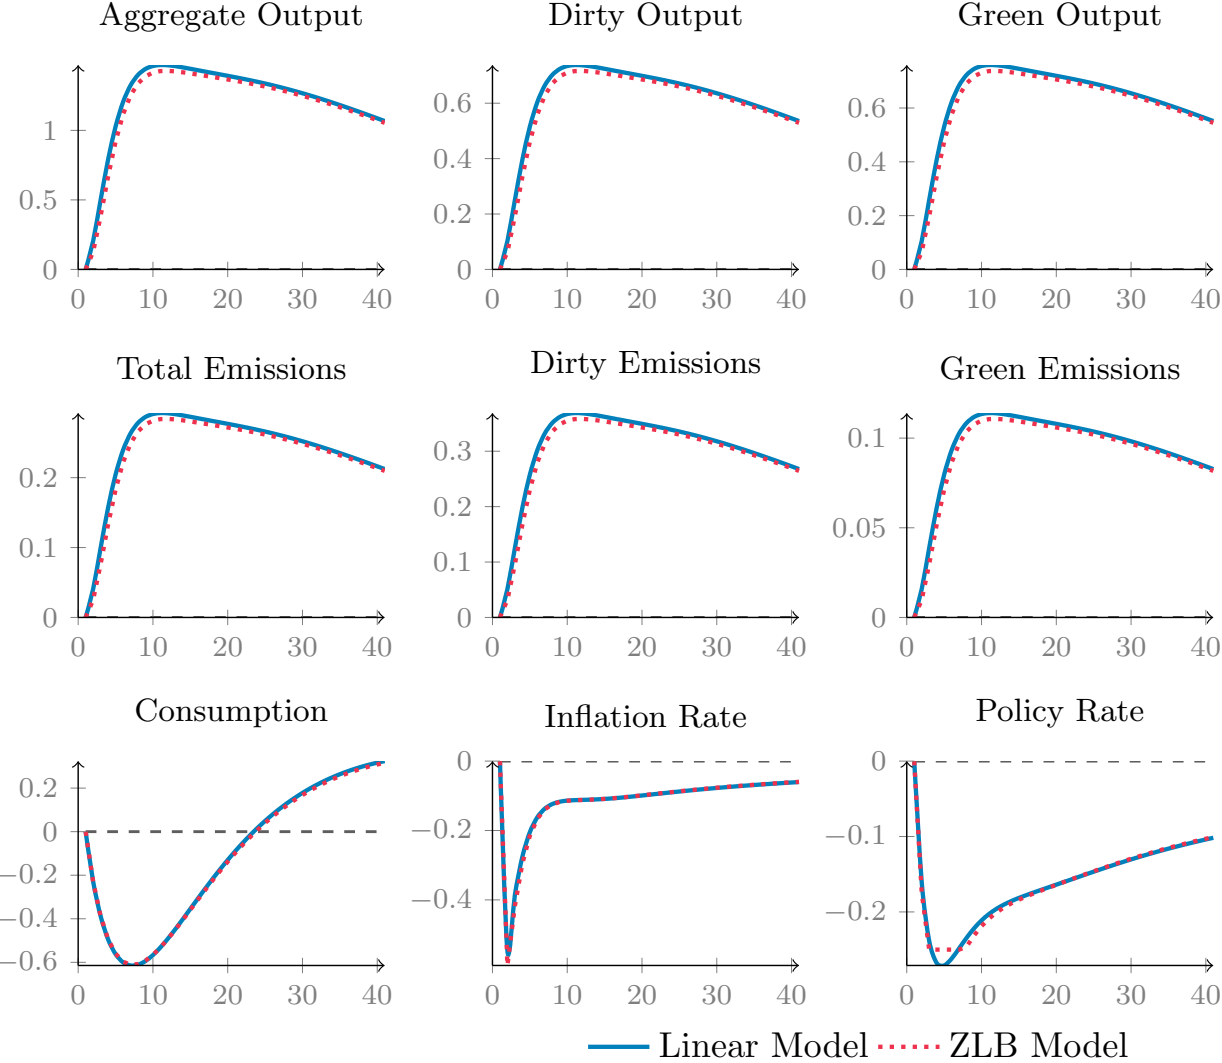 Aggregate Output Dirty Output Green Output
1 0.6 0.6
0.5 0.4 0.4
0.2 0.2
0 0 0
0 10 20 30 40 0 10 20 30 40 0 10 20 30 40
Total Emissions Dirty Emissions Green Emissions
0.2 0.3 0.1
0.2
0.1 0.1 0.05
0 0 0
0 10 20 30 40 0 10 20 30 40 0 10 20 30 40
Consumption Inflation Rate Policy Rate
0.2 0 0
0 −0.2 −0.1
−0.2
−0.4 −0.4 −0.2
−0.6
0 10 20 30 40 0 10 20 30 40 0 10 20 30 40
Linear Model ZLB Model